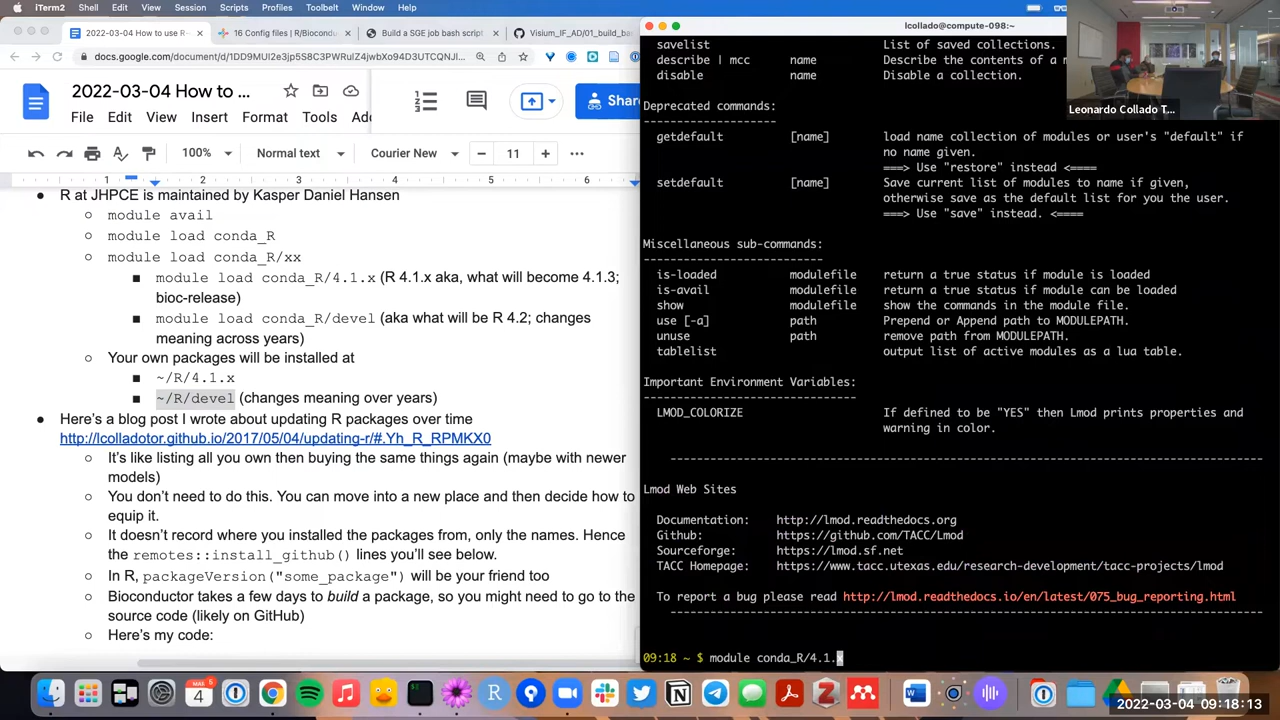 iTerm2 Shell Edit View Session Scripts Profiles Toolbelt Window Help
2022-03-04 How to use R
16 Config files | R/Bioconduc
Build a SGE job bash scrip
Visium_IF_AD/01_build_ba
docs.google.com/document/d/1DD9MUI2e3jp5S8C3PWRulZ4jwbXo94D3UTCQNJl...
2022-03-04 How to ...
Shar
File Edit View Insert Format Tools
100% Normal text Courier New 11
1 2 3 4 5 6
R at JHPCE is maintained by Kasper Daniel Hansen
module avail
module load conda_R
module load conda_R/xx
module load conda_R/4.1.x (R 4.1.x aka, what will become 4.1.3;
bioc-release)
module load conda_R/devel (aka what will be R 4.2; changes
meaning across years)
Your own packages will be installed at
~/R/4.1.x
~/R/devel (changes meaning over years)
Here's a blog post I wrote about updating R packages over time
http://lcolladotor.github.io/2017/05/04/updating-r/#.Yh_R_RPMKX0
It's like listing all you own then buying the same things again (maybe with newer
models)
You don't need to do this. You can move into a new place and then decide how to
equip it.
It doesn't record where you installed the packages from, only the names. Hence
the remotes::install_github() lines you'll see below.
In R, packageVersion("some_package") will be your friend too
Bioconductor takes a few days to build a package, so you might need to go to the
source code (likely on GitHub)
Here's my code:
lcollado@compute-098:~
savelist List of saved collections.
describe | mcc name Describe the contents of a
disable name Disable a collection.
Deprecated commands:
--------------------
getdefault [name] load name collection of modules or user's "default" if
no name given.
===> Use "restore" instead <====
setdefault [name] Save current list of modules to name if given,
otherwise save as the default list for you the user.
===> Use "save" instead. <====
Miscellaneous sub-commands:
---------------------------
is-loaded modulefile return a true status if module is loaded
is-avail modulefile return a true status if module can be loaded
show modulefile show the commands in the module file.
use [-a] path Prepend or Append path to MODULEPATH.
unuse path remove path from MODULEPATH.
tablelist output list of active modules as a lua table.
Important Environment Variables:
--------------------------------
LMOD_COLORIZE If defined to be "YES" then Lmod prints properties and
warning in color.
Lmod Web Sites
Documentation: http://lmod.readthedocs.org
Github: https://github.com/TACC/Lmod
Sourceforge: https://lmod.sf.net
TACC Homepage: https://www.tacc.utexas.edu/research-development/tacc-projects/lmod
To report a bug please read http://lmod.readthedocs.io/en/latest/075_bug_reporting.html
09:18 ~ $ module conda_R/4.1.x
Leonardo Collado T...
MAR 4
2022-03-04 09:18:13